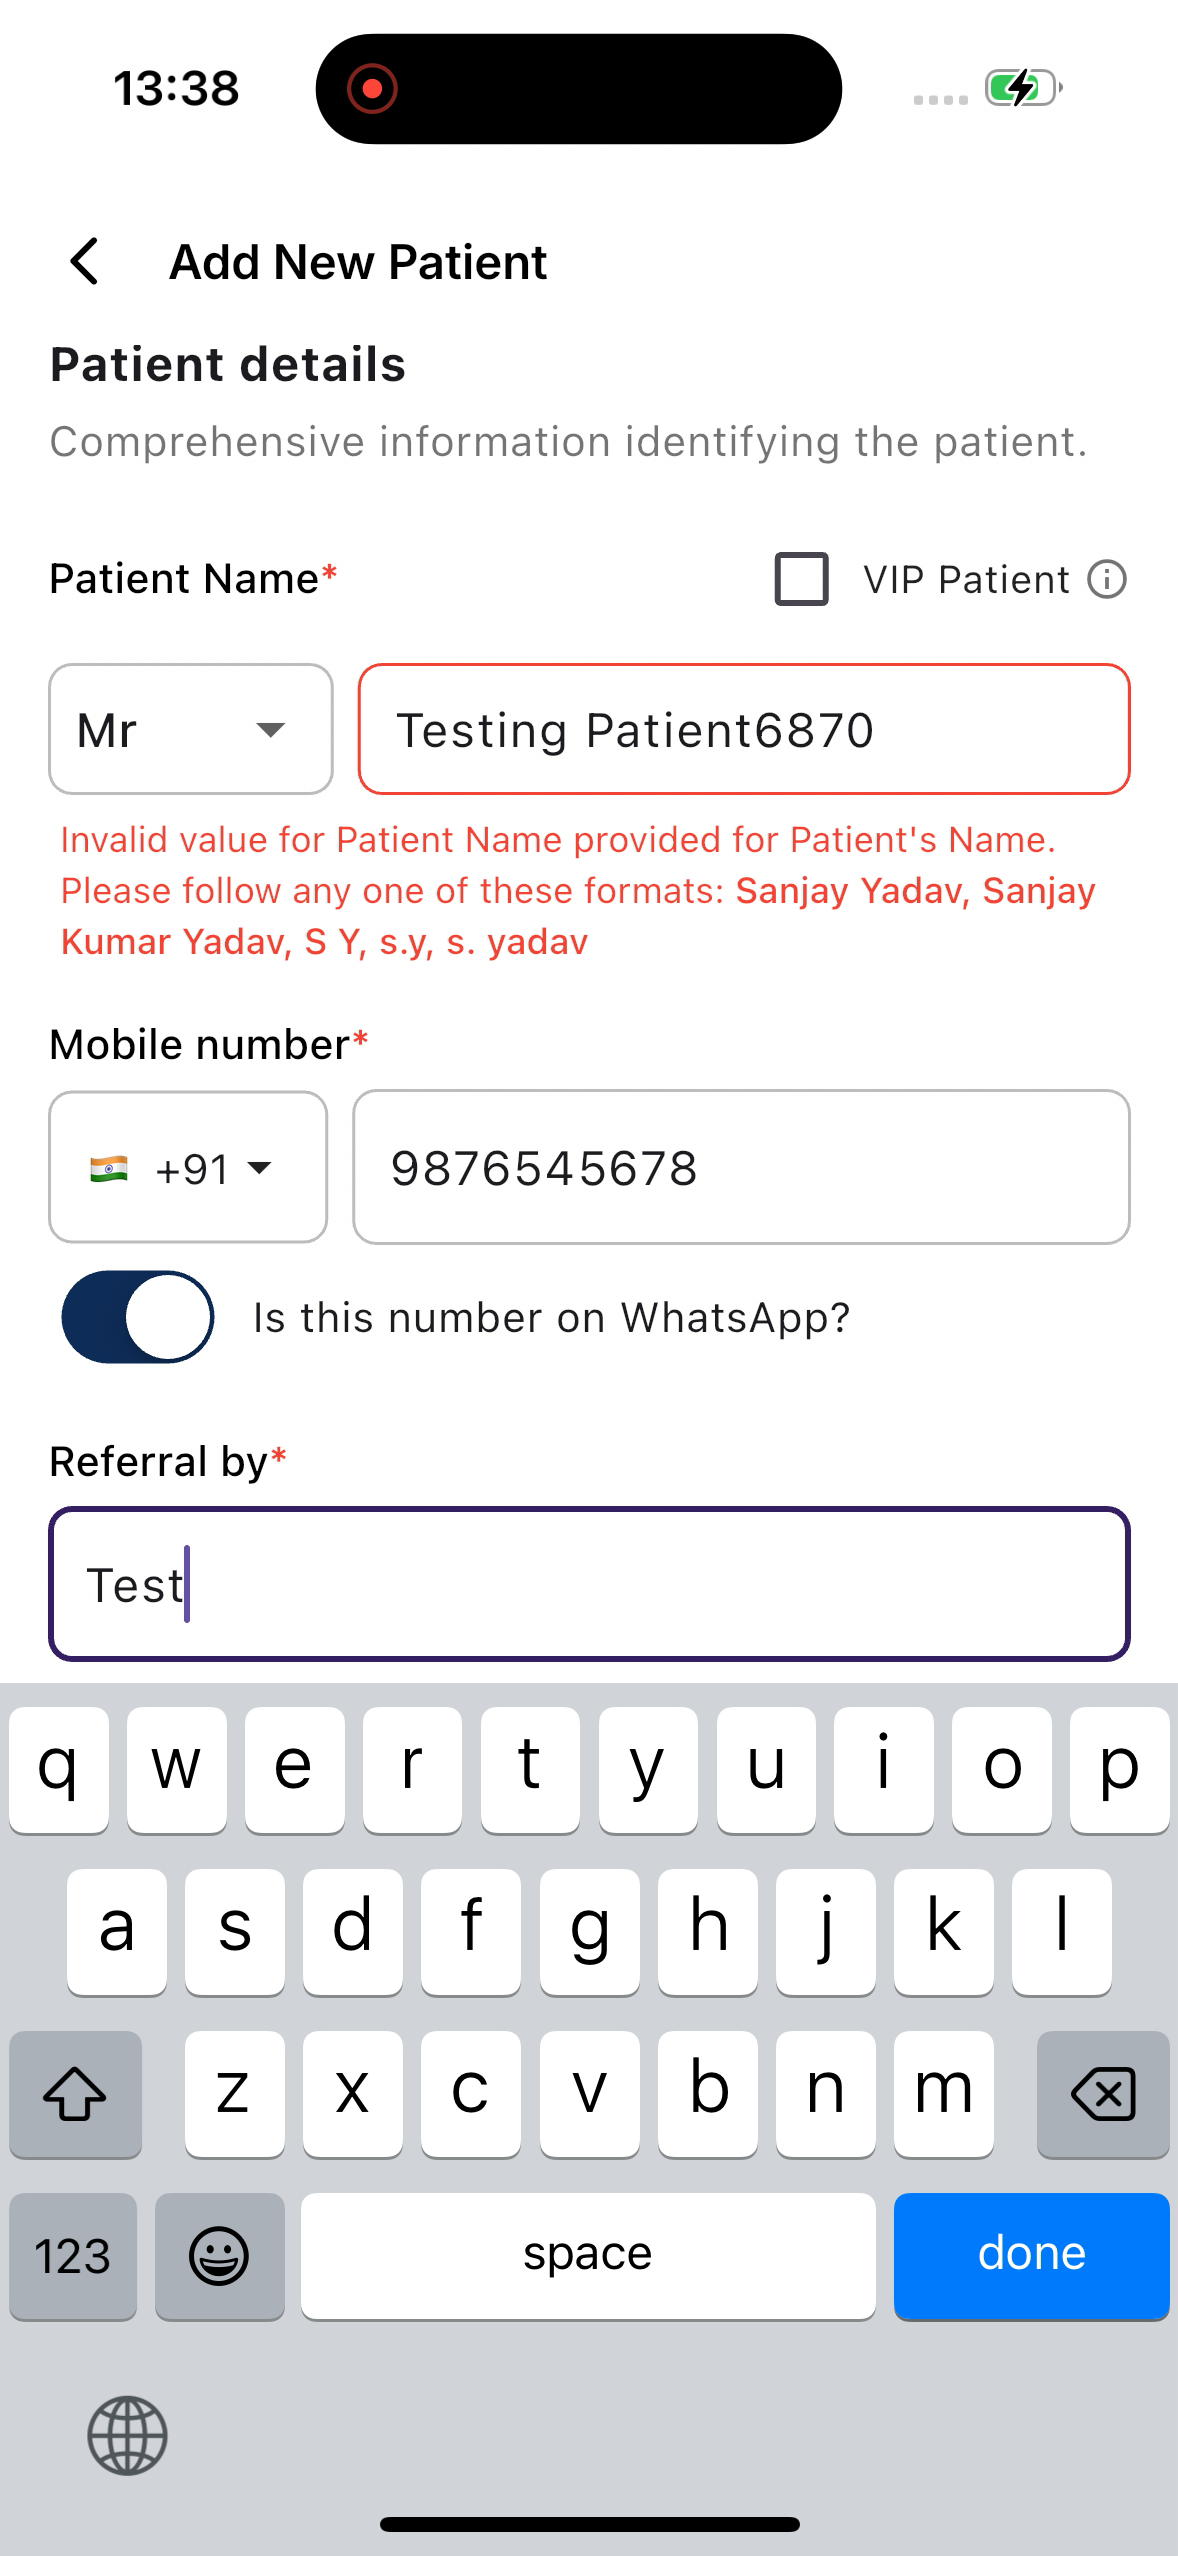 13:38
Add New Patient
Patient details
Comprehensive information identifying the patient.
Patient Name*
VIP Patient
Mr
Testing Patient6870
Invalid value for Patient Name provided for Patient's Name.
Please follow any one of these formats: Sanjay Yadav, Sanjay
Kumar Yadav, S Y, s.y, s. yadav
Mobile number*
+91
9876545678
Is this number on WhatsApp?
Referral by*
Test
q w e r t y u i o p
a s d f g h j k l
z x c v b n m
123 space done